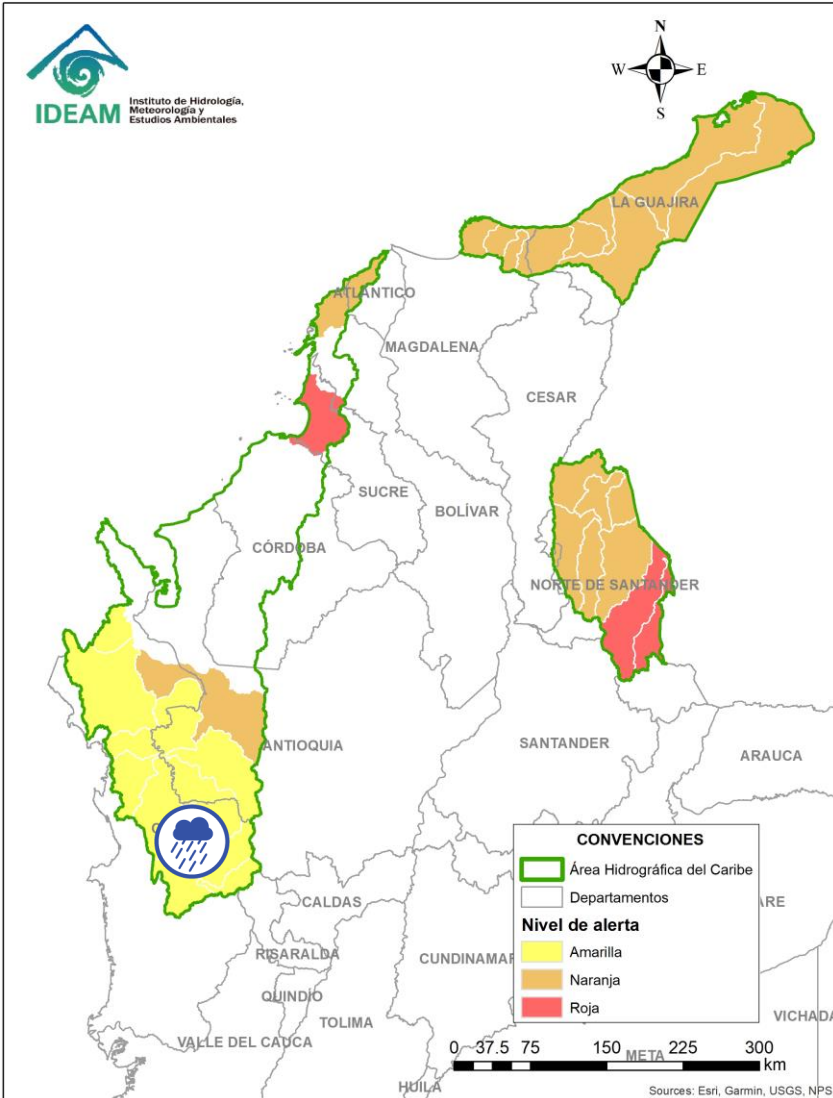 IDEAM
Instituto de Hidrología,
Meteorología y
Estudios Ambientales
N
W
E
S
LA GUAJIRA
ATLÁNTICO
MAGDALENA
CESAR
SUCRE
BOLÍVAR
CÓRDOBA
NORTE DE SANTANDER
ANTIOQUIA
SANTANDER
ARAUCA
CALDAS
RISARALDA
CUNDINAMAR
QUINDÍO
TOLIMA
VALLE DEL CAUCA
HUILA
META
VICHADA
ARE
CONVENCIONES
Área Hidrográfica del Caribe
Departamentos
Nivel de alerta
Amarilla
Naranja
Roja
0 37.5 75 150 225 300
km
Sources: Esri, Garmin, USGS, NPS